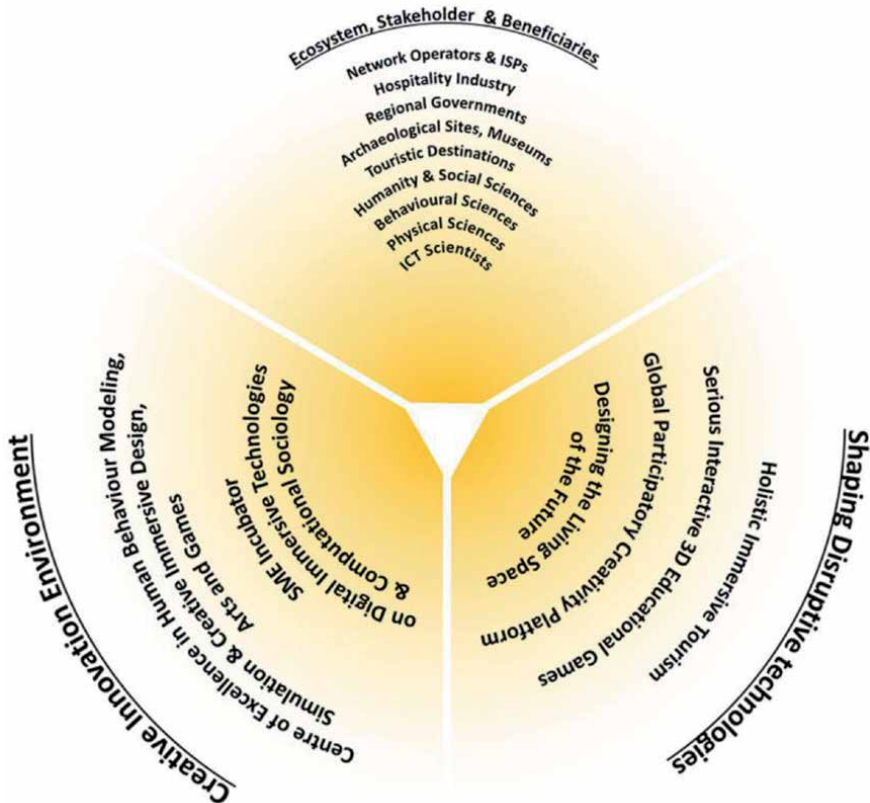 Ecosystem, Stakeholder & Beneficiaries
Network Operators & ISPs
Hospitality Industry
Regional Governments
Archaeological Sites, Museums
Touristic Destinations
Humanity & Social Sciences
Behavioural Sciences
Physical Sciences
ICT Scientists
Shaping Disruptive technologies
Holistic Immersive Tourism
Serious Interactive 3D Educational Games
Global Participatory Creativity Platform
Designing the Living Space
of the Future
Creative Innovation Environment
Centre of Excellence in Human Behaviour Modeling,
Simulation & Creative Immersive Design,
Arts and Games
SME Incubator
on Digital Immersive Technologies
& Computational Sociology